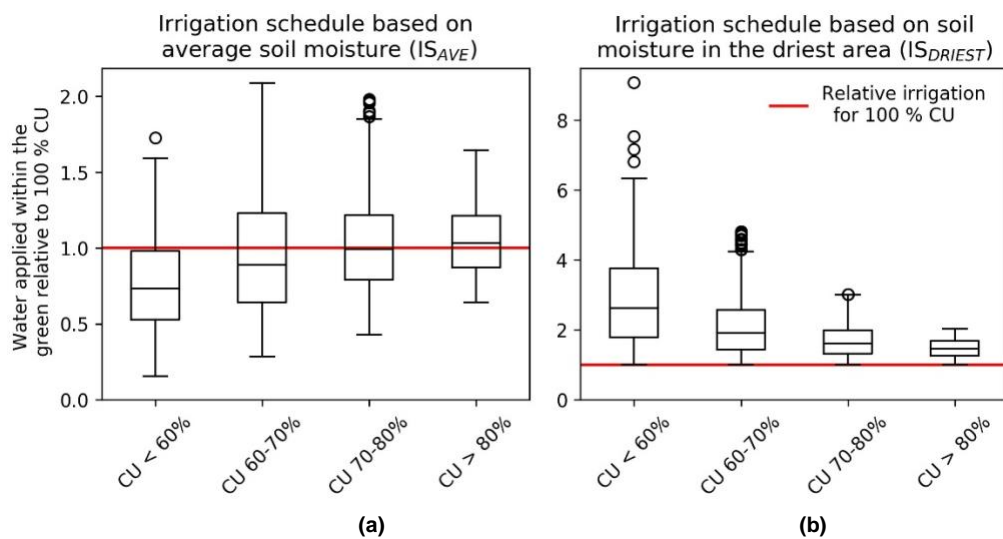 Irrigation schedule based on
average soil moisture (IS_AVE)
Irrigation schedule based on soil
moisture in the driest area (IS_DRIEST)
Water applied within the
green relative to 100 % CU
2.0
1.5
1.0
0.5
0.0
8
6
4
2
0
Relative irrigation
for 100 % CU
CU < 60%
CU 60-70%
CU 70-80%
CU > 80%
CU < 60%
CU 60-70%
CU 70-80%
CU > 80%
(a)
(b)